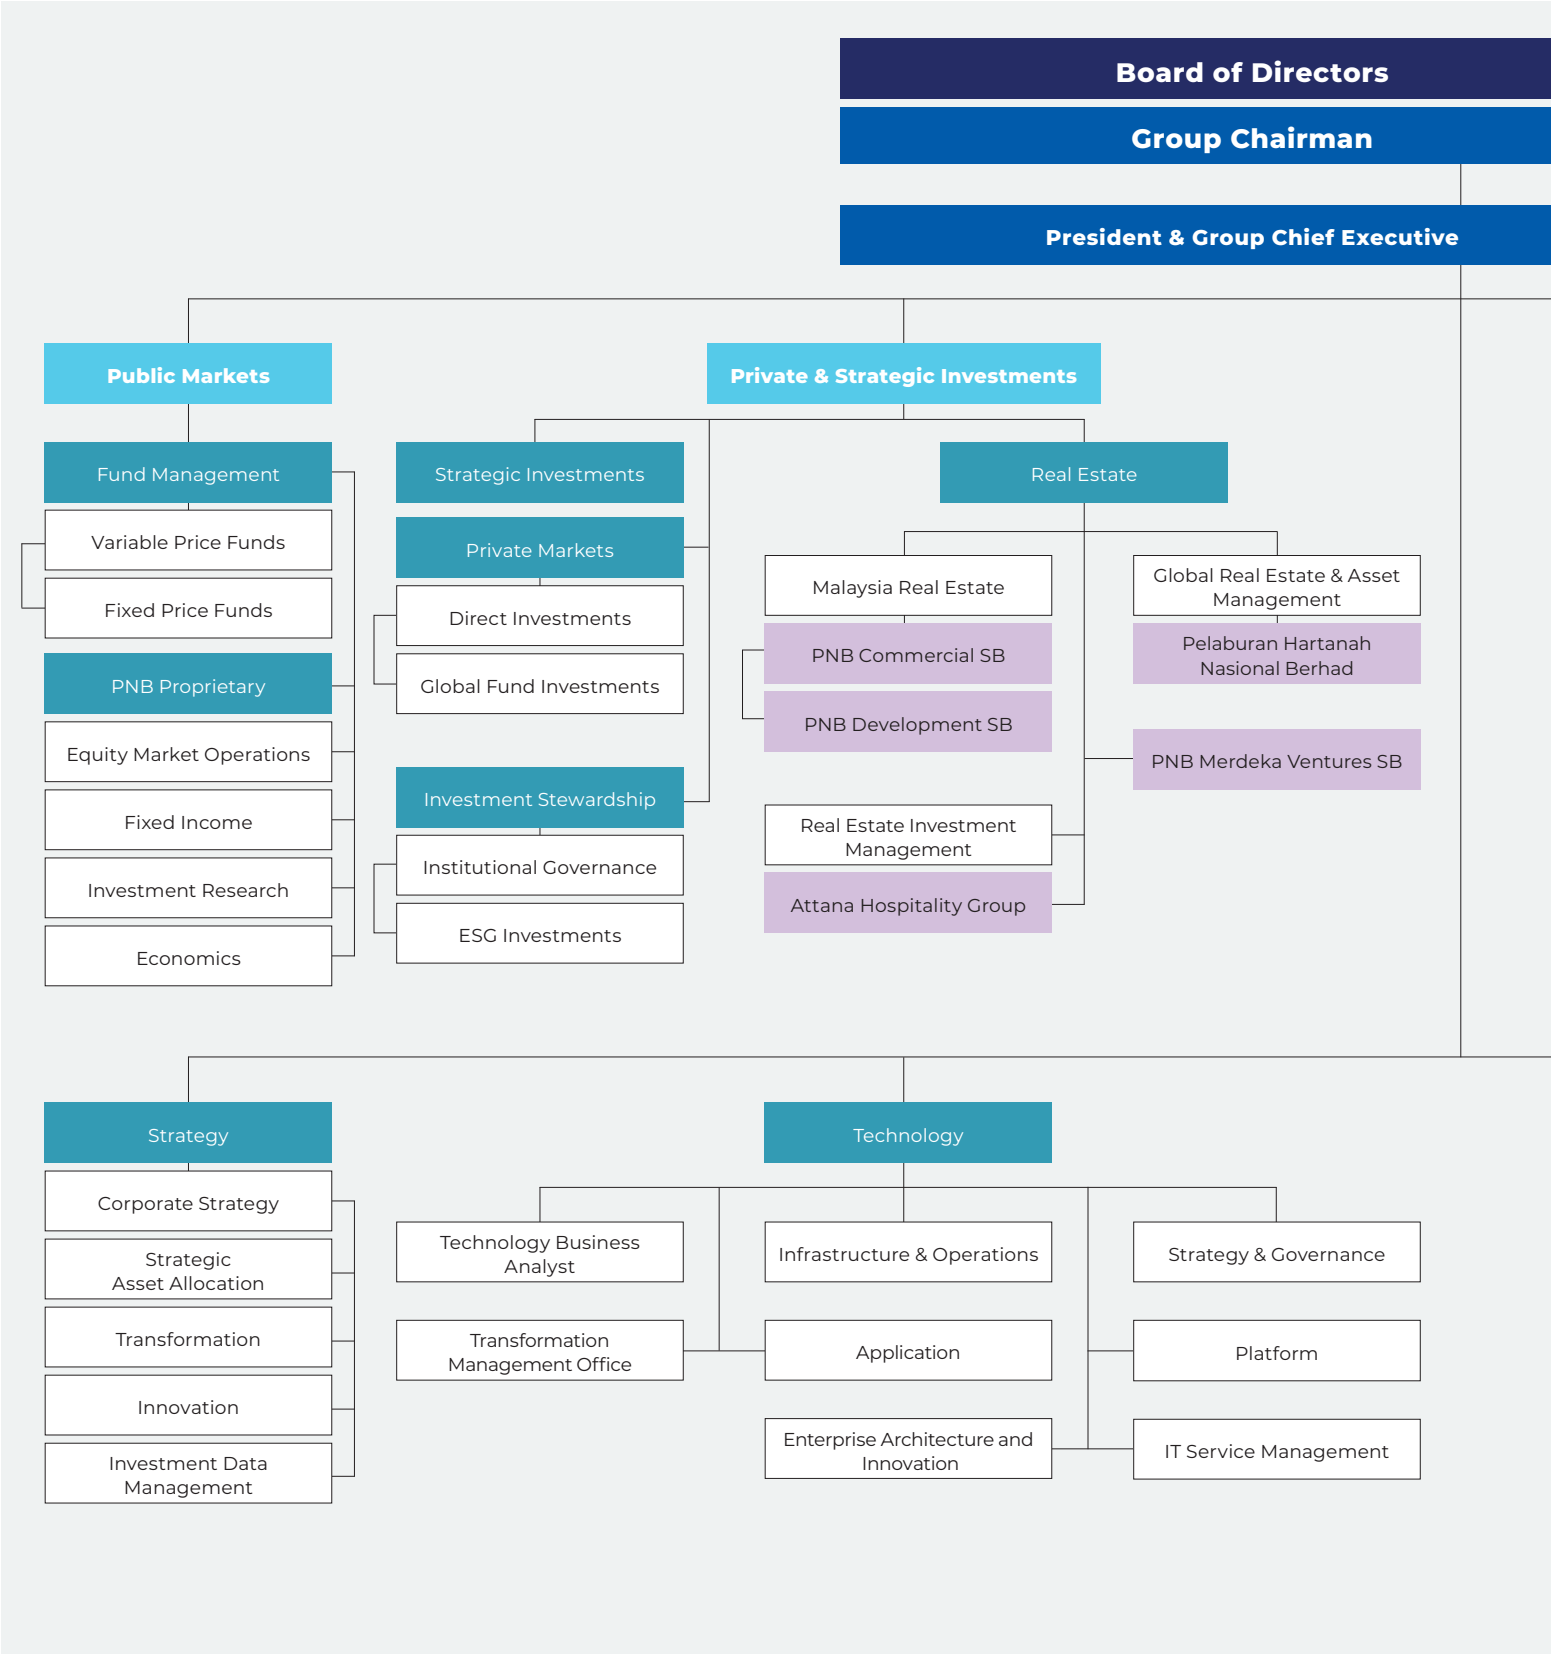 Board of Directors
Group Chairman
President & Group Chief Executive
Public Markets
Private & Strategic Investments
Fund Management
Variable Price Funds
Fixed Price Funds
PNB Proprietary
Equity Market Operations
Fixed Income
Investment Research
Economics
Strategic Investments
Private Markets
Direct Investments
Global Fund Investments
Investment Stewardship
Institutional Governance
ESG Investments
Real Estate
Malaysia Real Estate
PNB Commercial SB
PNB Development SB
Real Estate Investment
Management
Attana Hospitality Group
Global Real Estate & Asset
Management
Pelaburan Hartanah
Nasional Berhad
PNB Merdeka Ventures SB
Strategy
Corporate Strategy
Strategic
Asset Allocation
Transformation
Innovation
Investment Data
Management
Technology
Technology Business
Analyst
Infrastructure & Operations
Strategy & Governance
Transformation
Management Office
Application
Platform
Enterprise Architecture and
Innovation
IT Service Management